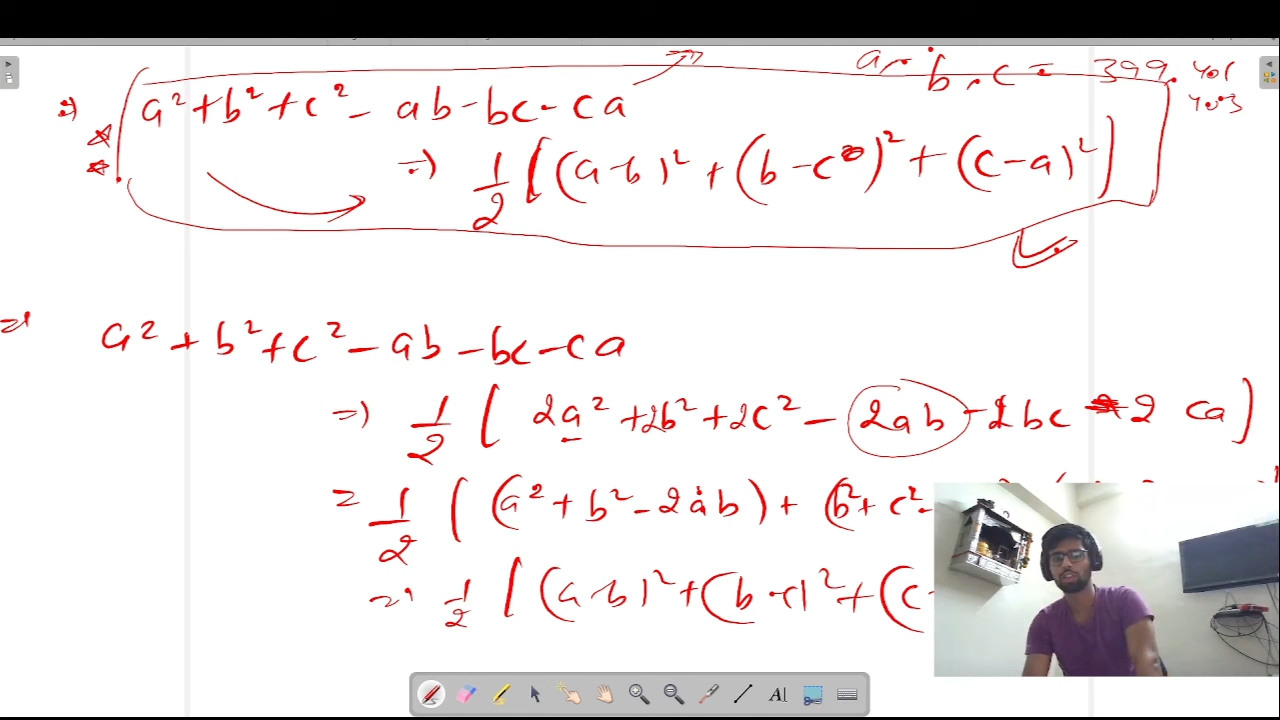 a, b, c = 399, 401
403
⇒) a² + b² + c² - ab - bc - ca
⇒) 1/2 [(a-b)² + (b-c)² + (c-a)²]
⇒ a² + b² + c² - ab - bc - ca
⇒) 1/2 [2a² + 2b² + 2c² - 2ab - 2bc - 2ca]
= 1/2 [(a² + b² - 2ab) + (b² + c² -
⇒ 1/2 [(a-b)² + (b-c)² + (c-
AI